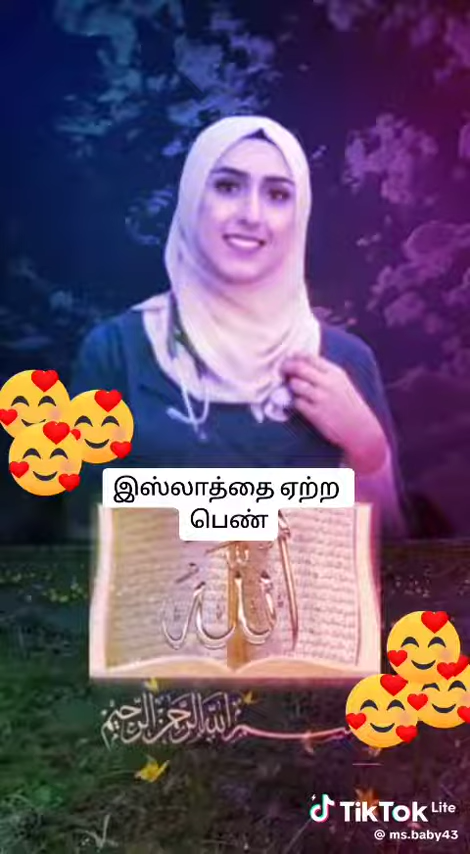 இஸ்லாத்தை ஏற்ற
பெண்
الله
بسم الله الرحمن الرحيم
TikTok Lite
@ ms.baby43